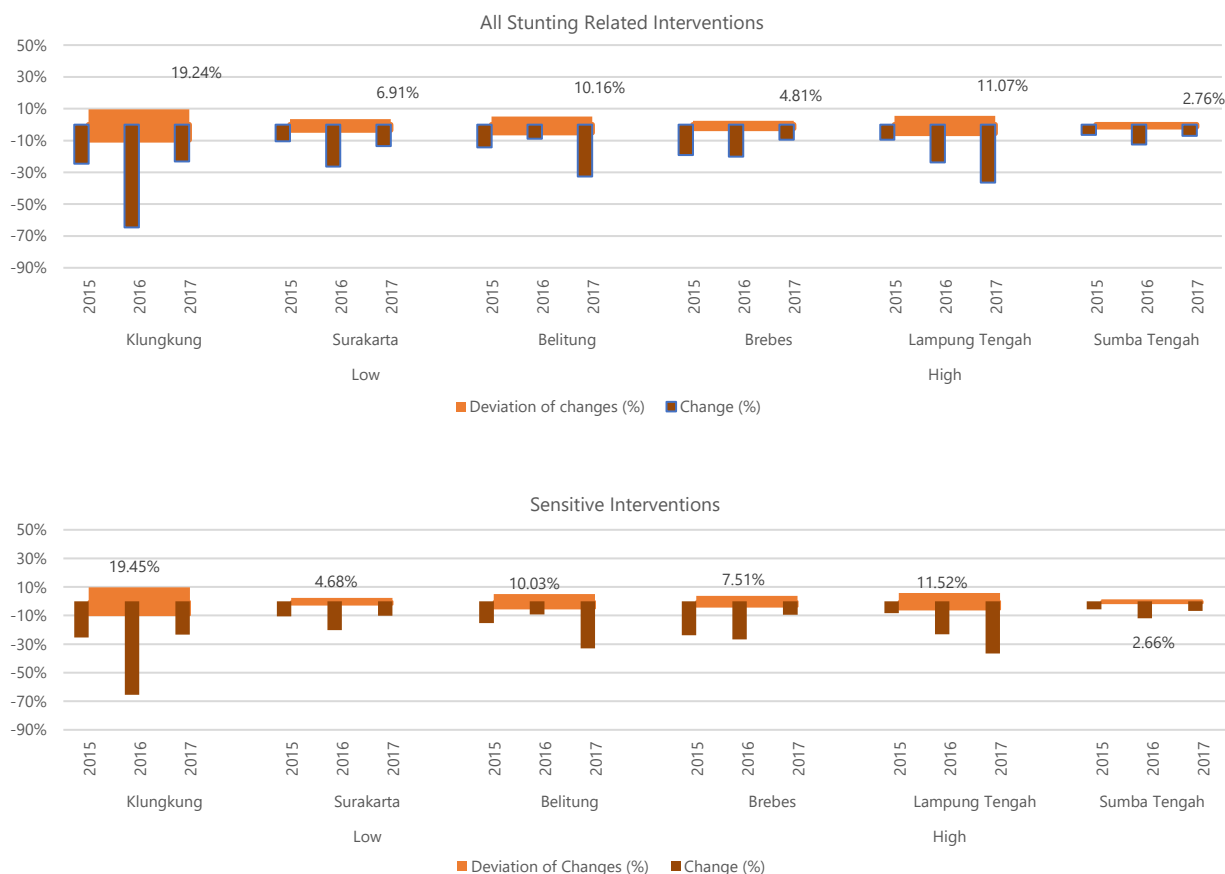 All Stunting Related Interventions
50%
30%
10%
-10%
-30%
-50%
-70%
-90%
19.24%
6.91%
10.16%
4.81%
11.07%
2.76%
2015 2016 2017 2015 2016 2017 2015 2016 2017 2015 2016 2017 2015 2016 2017 2015 2016 2017
Klungkung Surakarta Belitung Brebes Lampung Tengah Sumba Tengah
Low High
Deviation of changes (%) Change (%)
Sensitive Interventions
50%
30%
10%
-10%
-30%
-50%
-70%
-90%
19.45%
4.68%
10.03%
7.51%
11.52%
2.66%
2015 2016 2017 2015 2016 2017 2015 2016 2017 2015 2016 2017 2015 2016 2017 2015 2016 2017
Klungkung Surakarta Belitung Brebes Lampung Tengah Sumba Tengah
Low High
Deviation of Changes (%) Change (%)